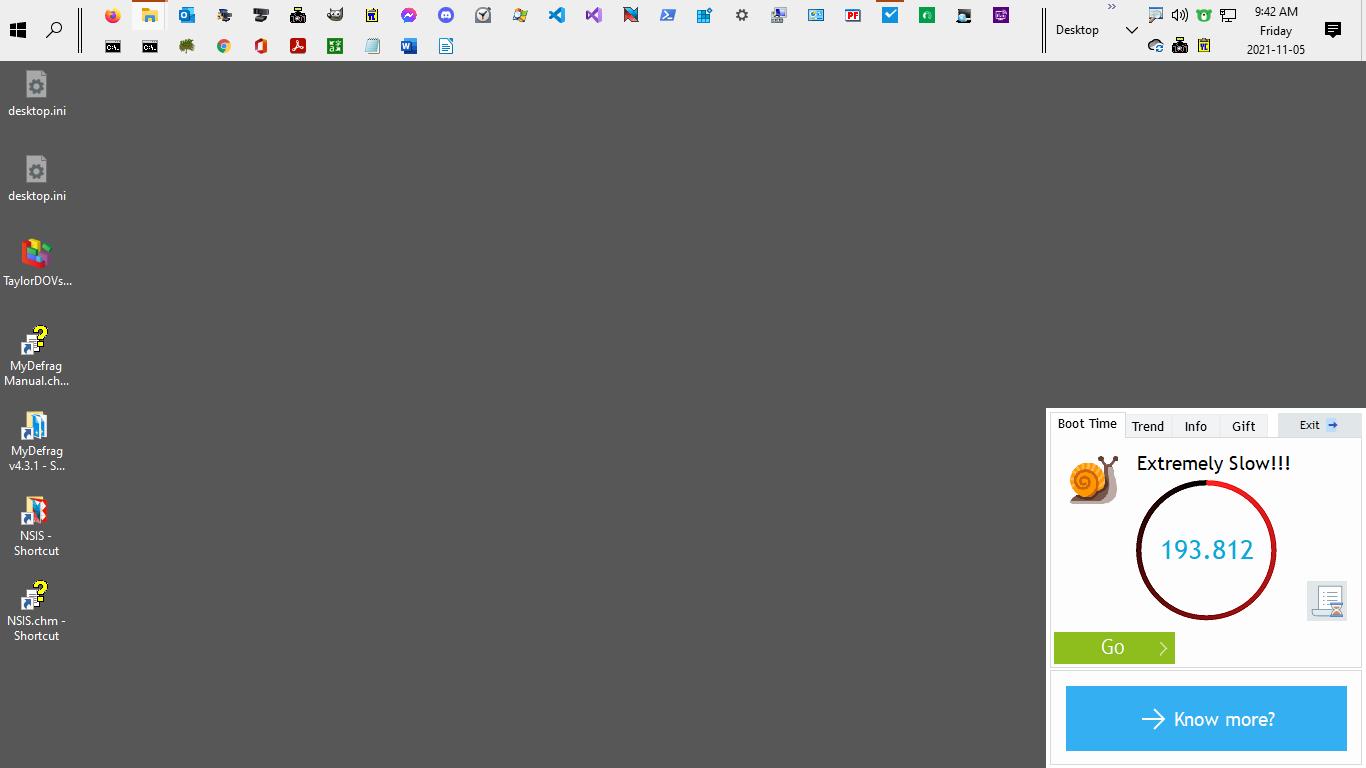 9:42 AM
Friday
2021-11-05
Desktop
PF
C:\.
C:\.
desktop.ini
desktop.ini
TaylorDOVs...
MyDefrag
Manual.ch...
MyDefrag
v4.3.1 - S...
NSIS -
Shortcut
NSIS.chm -
Shortcut
Boot Time
Trend
Info
Gift
Exit
Extremely Slow!!!
193.812
Go
Know more?